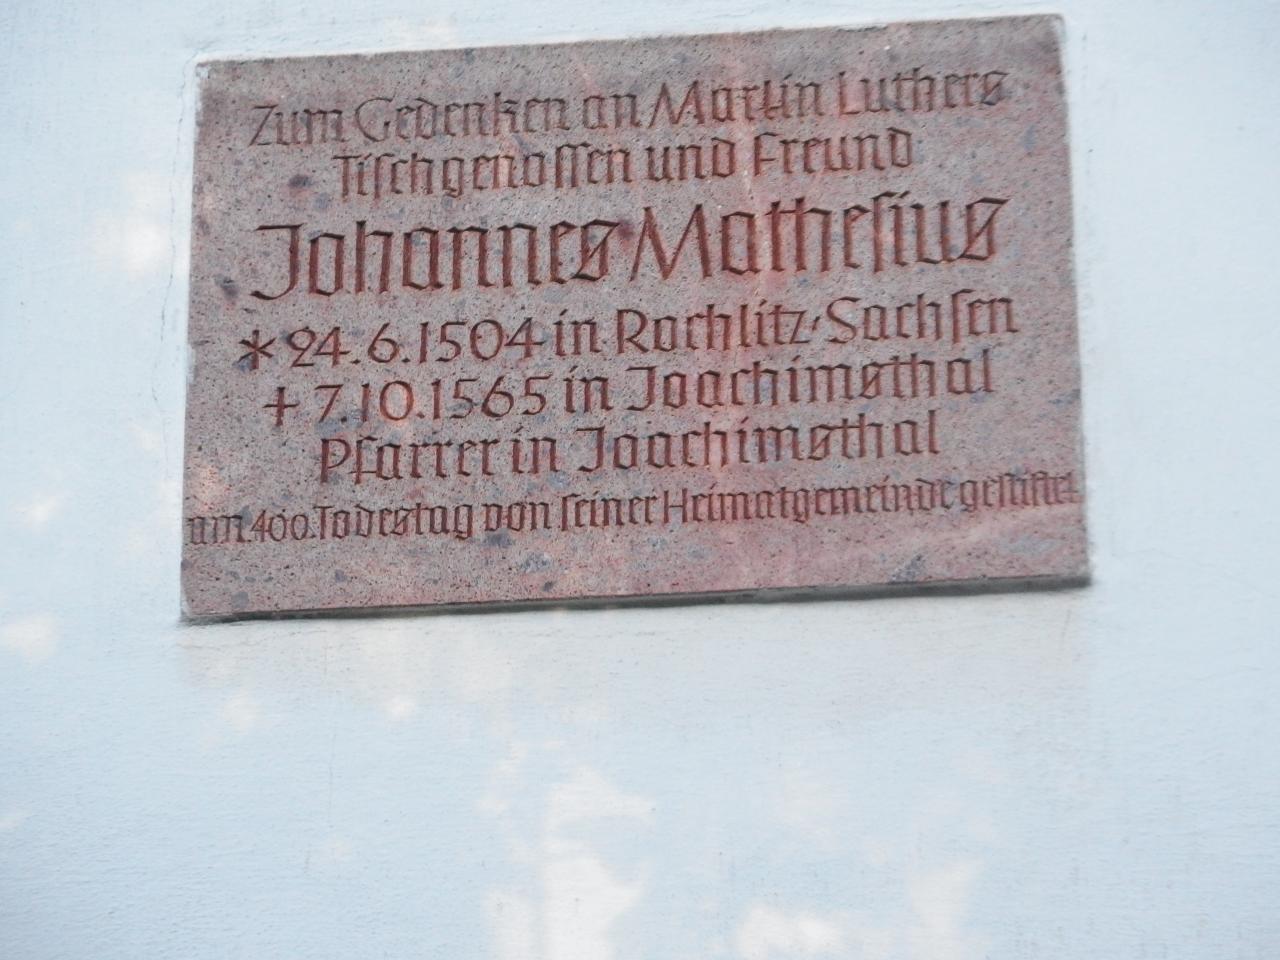 Zum Gedenken an Martin Luthers
Tiſchgenoſſen und Freund
Johannes Matheſius
* 24.6.1504 in Rochlitz·Sachſen
+ 7.10.1565 in Joachimsthal
Pfarrer in Joachimsthal
am 400. Todestag von ſeiner Heimatgemeinde geſtiftet